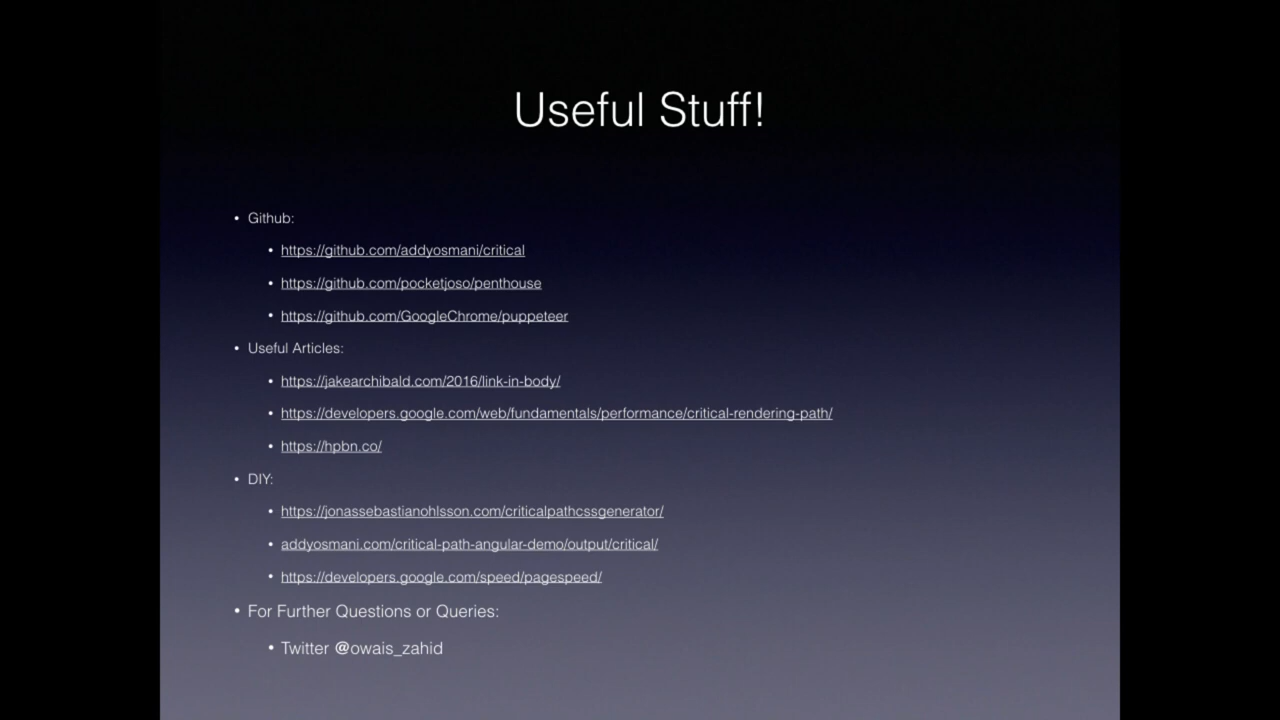 Useful Stuff!
• Github:
• https://github.com/addyosmani/critical
• https://github.com/pocketjoso/penthouse
• https://github.com/GoogleChrome/puppeteer
• Useful Articles:
• https://jakearchibald.com/2016/link-in-body/
• https://developers.google.com/web/fundamentals/performance/critical-rendering-path/
• https://hpbn.co/
• DIY:
• https://jonassebastianohlsson.com/criticalpathcssgenerator/
• addyosmani.com/critical-path-angular-demo/output/critical/
• https://developers.google.com/speed/pagespeed/
• For Further Questions or Queries:
• Twitter @owais_zahid